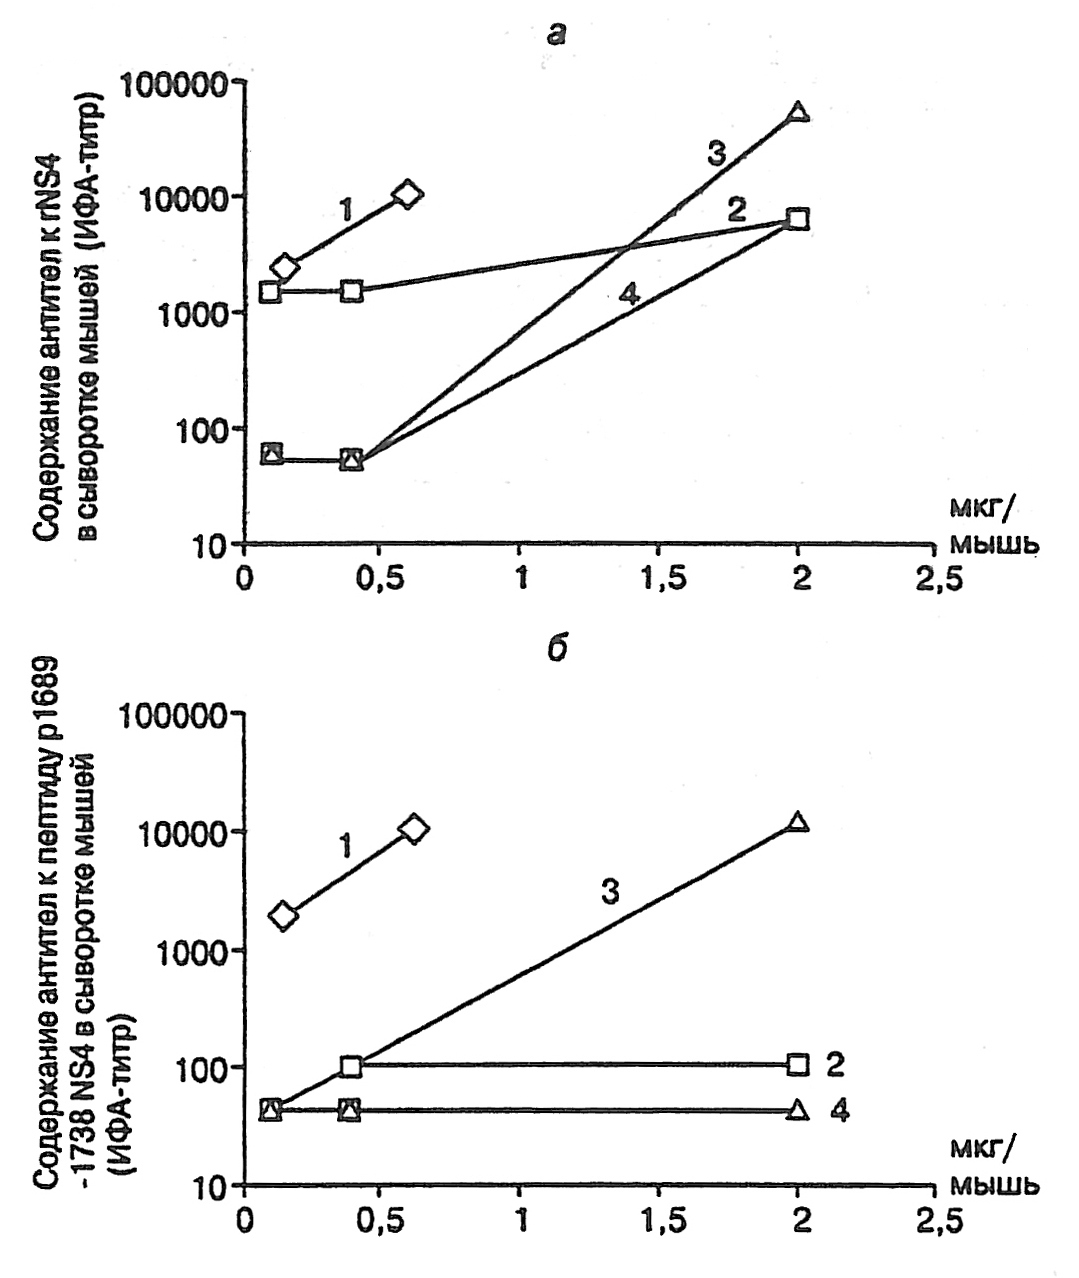 а
Содержание антител к rNS4
в сыворотке мышей (ИФА-титр)
100000
10000
1000
100
10
0
0,5
1
1,5
2
2,5
мкг/
мышь
1
2
3
4
б
Содержание антител к пептиду p1689
-1738 NS4 в сыворотке мышей
(ИФА-титр)
100000
10000
1000
100
10
0
0,5
1
1,5
2
2,5
мкг/
мышь
1
3
2
4